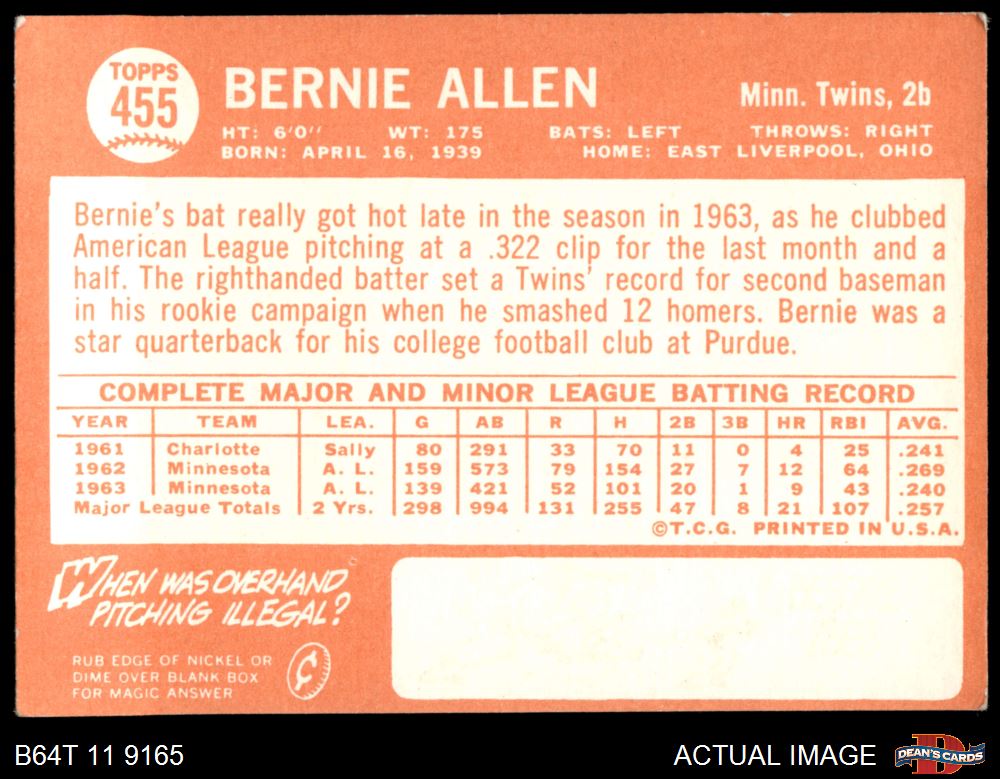 TOPPS
455
BERNIE ALLEN
Minn. Twins, 2b
HT: 6'0" WT: 175 BATS: LEFT THROWS: RIGHT
BORN: APRIL 16, 1939 HOME: EAST LIVERPOOL, OHIO
Bernie's bat really got hot late in the season in 1963, as he clubbed
American League pitching at a .322 clip for the last month and a
half. The righthanded batter set a Twins' record for second baseman
in his rookie campaign when he smashed 12 homers. Bernie was a
star quarterback for his college football club at Purdue.
COMPLETE MAJOR AND MINOR LEAGUE BATTING RECORD
YEAR TEAM LEA. G AB R H 2B 3B HR RBI AVG.
1961 Charlotte Sally 80 291 33 70 11 0 4 25 .241
1962 Minnesota A. L. 159 573 79 154 27 7 12 64 .269
1963 Minnesota A. L. 139 421 52 101 20 1 9 43 .240
Major League Totals 2 Yrs. 298 994 131 255 47 8 21 107 .257
©T.C.G. PRINTED IN U.S.A.
WHEN WAS OVERHAND
PITCHING ILLEGAL?
RUB EDGE OF NICKEL OR
DIME OVER BLANK BOX
FOR MAGIC ANSWER
¢
B64T 11 9165
ACTUAL IMAGE
D
DEAN'S CARDS